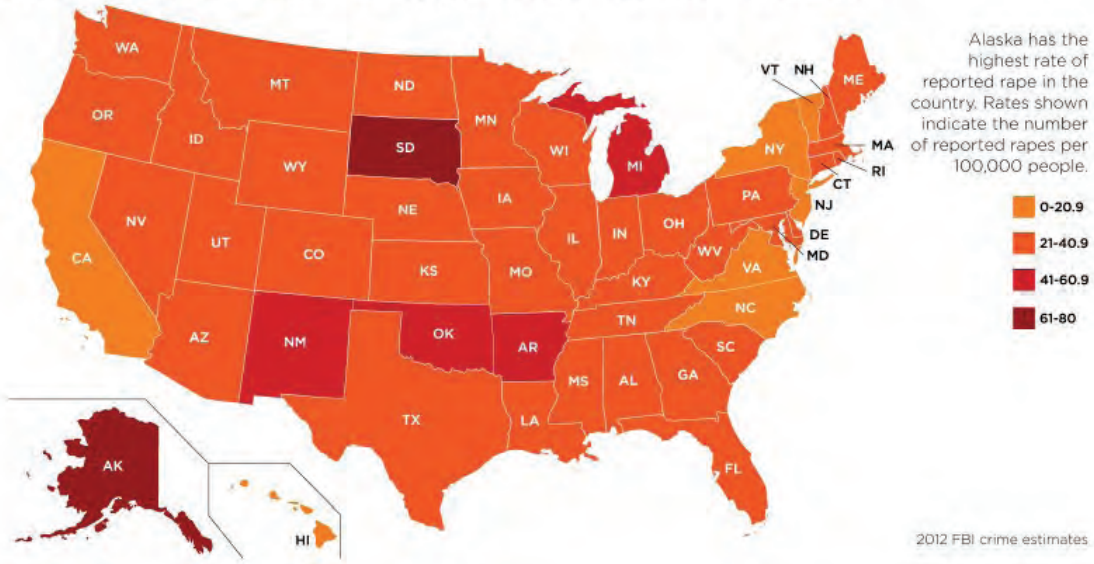 WA
MT
ND
MN
VT
NH
ME
OR
ID
WY
SD
WI
MI
NY
MA
RI
CT
NV
UT
CO
NE
IA
IL
IN
OH
PA
NJ
DE
MD
CA
KS
MO
KY
WV
VA
AZ
NM
OK
AR
TN
NC
TX
LA
MS
AL
GA
SC
FL
AK
HI
Alaska has the
highest rate of
reported rape in the
country. Rates shown
indicate the number
of reported rapes per
100,000 people.
0-20.9
21-40.9
41-60.9
61-80
2012 FBI crime estimates